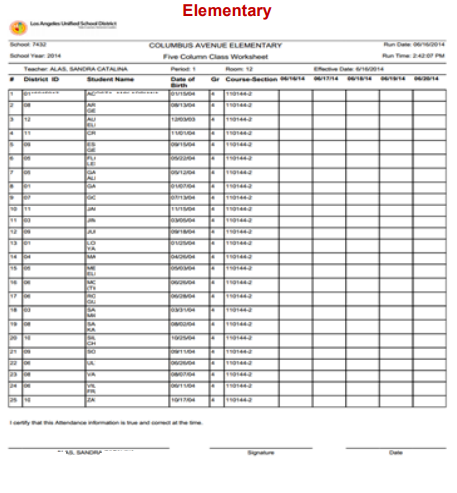 Elementary
Los Angeles Unified School District
School: 7432 COLUMBUS AVENUE ELEMENTARY Run Date: 06/16/2014
School Year: 2014 Five Column Class Worksheet Run Time: 2:42:07 PM
Teacher: ALAS, SANDRA CATALINA Period: 1 Room: 12 Effective Date: 6/16/2014
# District ID Student Name Date of Birth Gr Course-Section 06/16/14 06/17/14 06/18/14 06/19/14 06/20/14
1 01 AC 01/15/04 4 110144-2
2 08 AR 08/13/04 4 110144-2
GE
3 12 AU 12/03/03 4 110144-2
ELI
4 11 CR 11/01/04 4 110144-2
5 09 ES 09/15/04 4 110144-2
GE
6 05 FLI 05/22/04 4 110144-2
LE
7 05 GA 05/12/04 4 110144-2
ALI
8 01 GA 01/07/04 4 110144-2
9 07 GC 07/13/04 4 110144-2
10 11 JAI 11/15/04 4 110144-2
11 03 JIN 03/05/04 4 110144-2
12 09 JUI 09/18/04 4 110144-2
13 01 LO 01/25/04 4 110144-2
YA
14 04 MA 04/26/04 4 110144-2
15 05 ME 05/03/04 4 110144-2
ELI
16 06 MC 06/26/04 4 110144-2
17 06 RC 06/28/04 4 110144-2
GU
18 03 SA 03/31/04 4 110144-2
MII
19 08 SA 08/02/04 4 110144-2
KA
20 10 SIL 10/25/04 4 110144-2
CH
21 09 SO 09/11/04 4 110144-2
22 06 UL 06/26/04 4 110144-2
23 08 VA 08/07/04 4 110144-2
24 06 VIL 06/11/04 4 110144-2
25 10 ZA 10/17/04 4 110144-2
I certify that this Attendance information is true and correct at the time.
SANDRA Signature Date